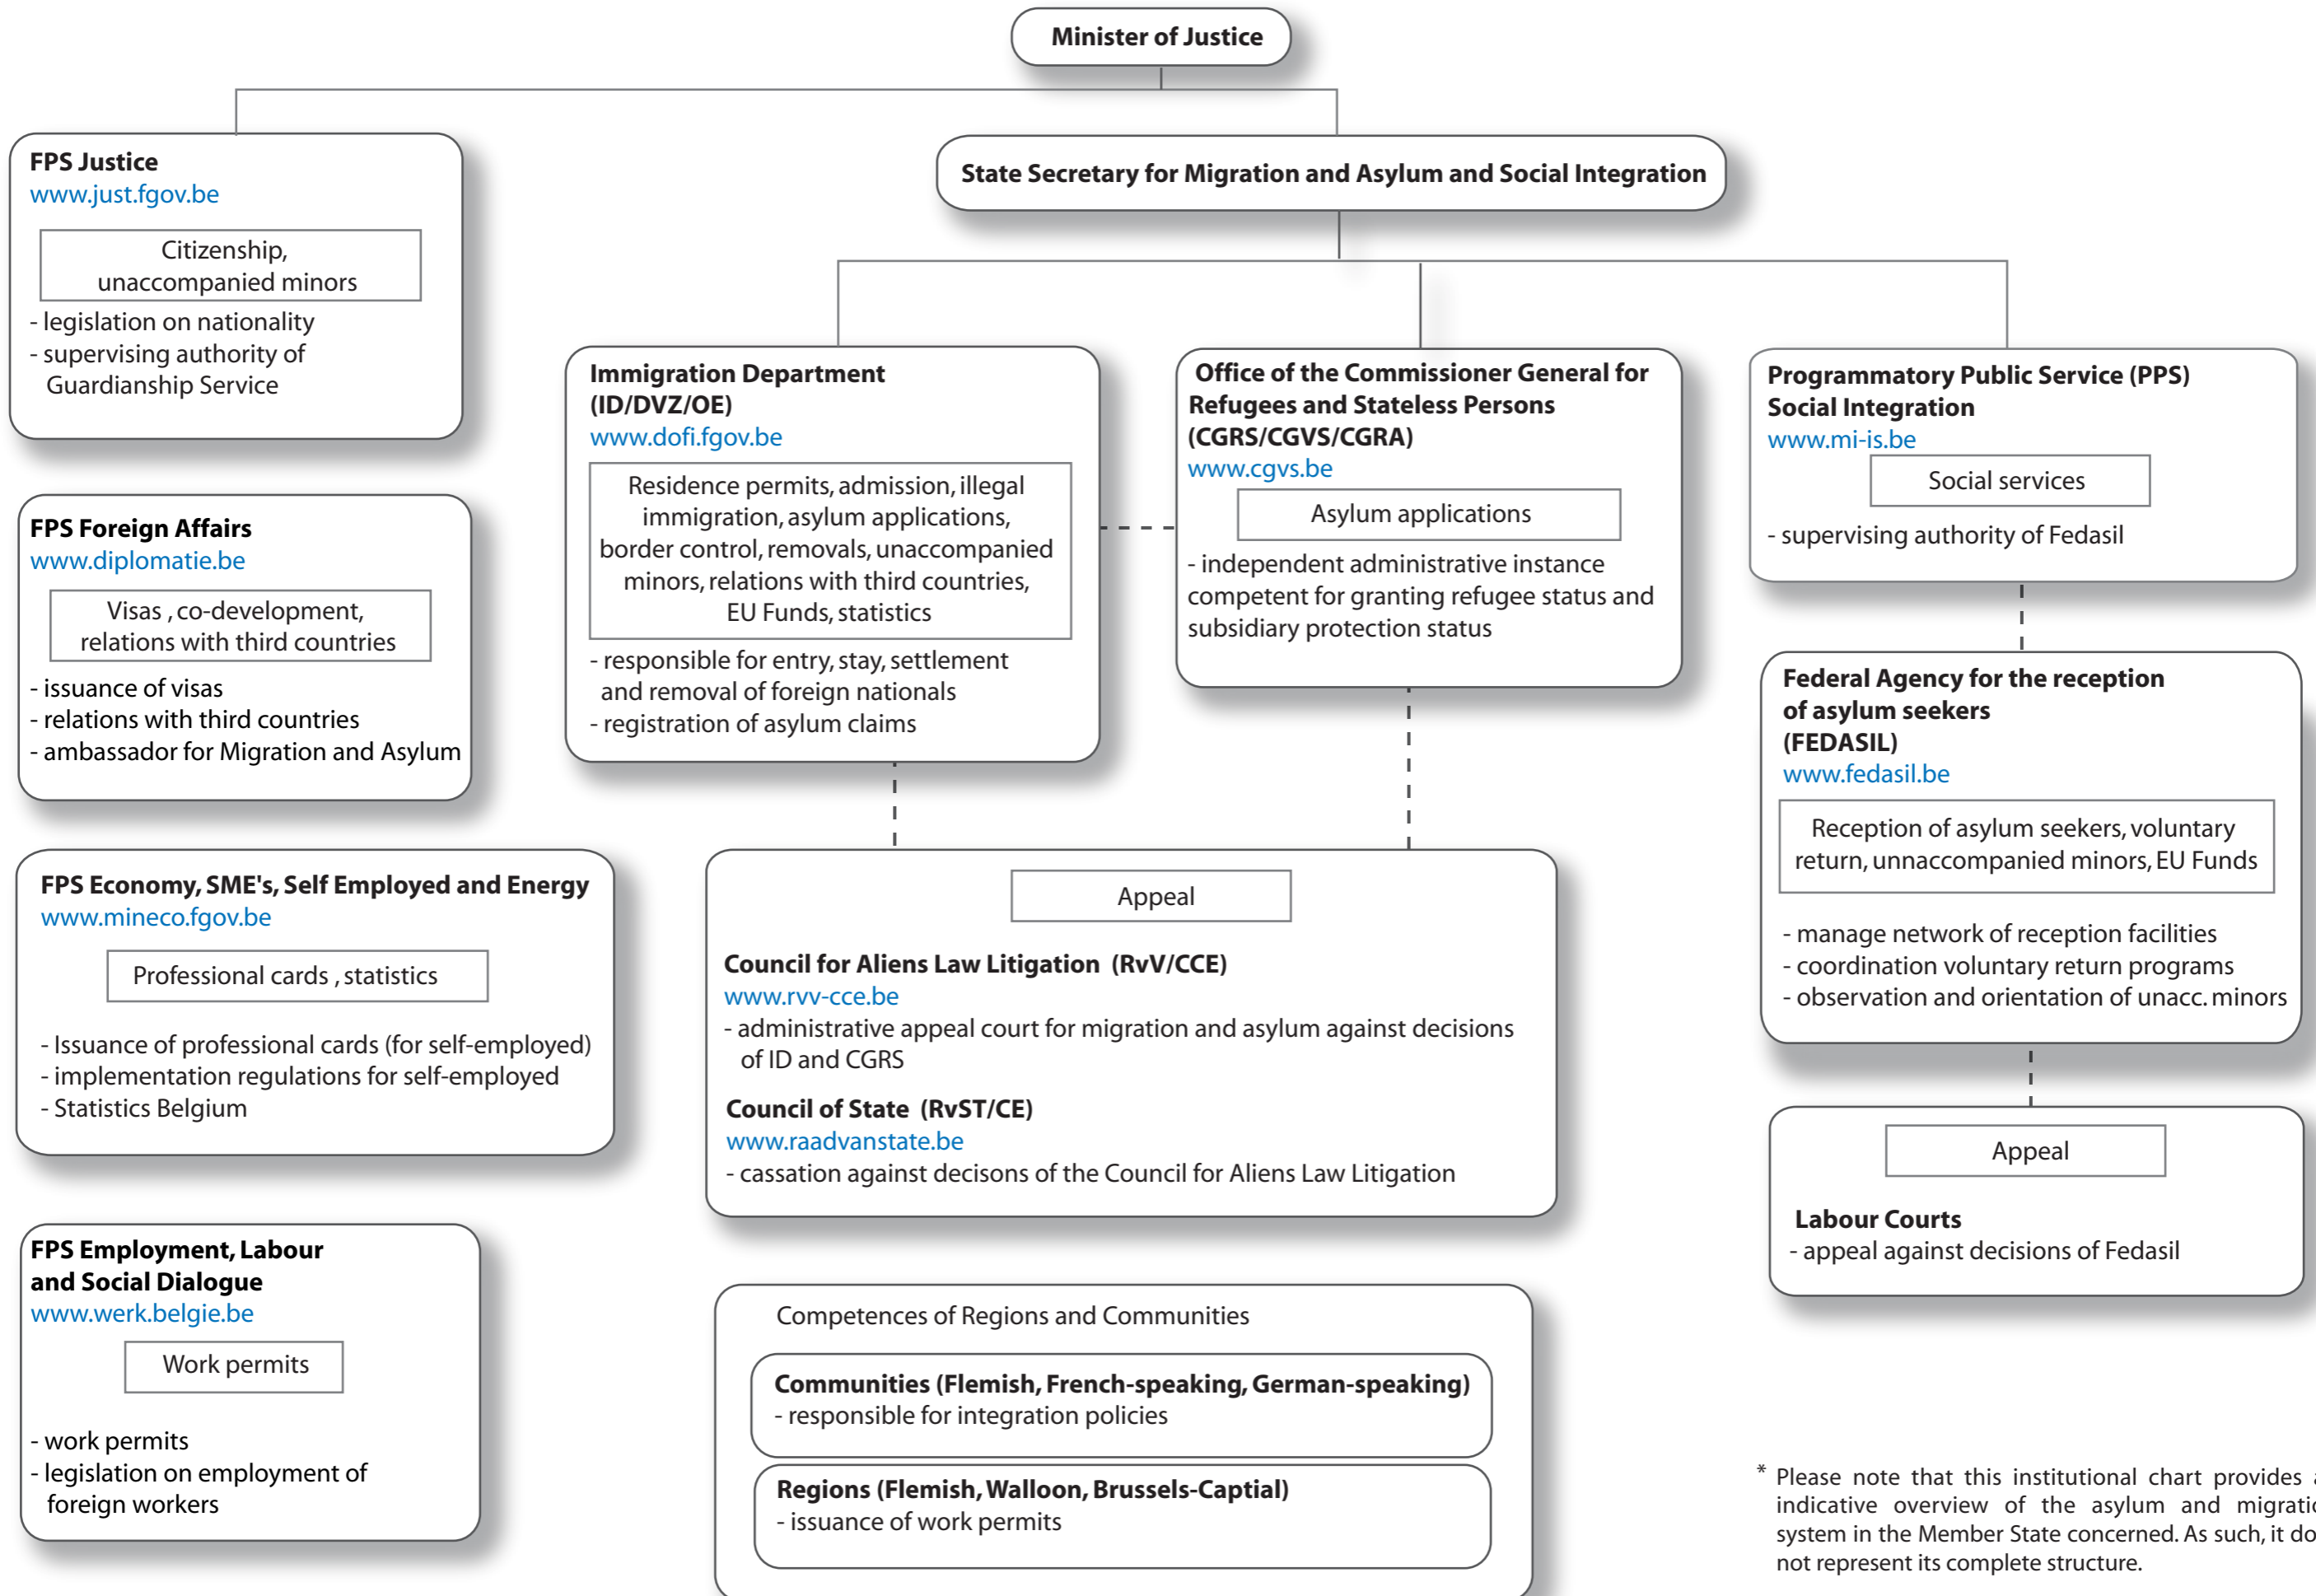 Minister of Justice
FPS Justice
www.just.fgov.be
Citizenship,
unaccompanied minors
- legislation on nationality
- supervising authority of
Guardianship Service
State Secretary for Migration and Asylum and Social Integration
Immigration Department
(ID/DVZ/OE)
www.dofi.fgov.be
Residence permits, admission, illegal
immigration, asylum applications,
border control, removals, unaccompanied
minors, relations with third countries,
EU Funds, statistics
- responsible for entry, stay, settlement
and removal of foreign nationals
- registration of asylum claims
Office of the Commissioner General for
Refugees and Stateless Persons
(CGRS/CGVS/CGRA)
www.cgvs.be
Asylum applications
- independent administrative instance
competent for granting refugee status and
subsidiary protection status
Programmatory Public Service (PPS)
Social Integration
www.mi-is.be
Social services
- supervising authority of Fedasil
FPS Foreign Affairs
www.diplomatie.be
Visas , co-development,
relations with third countries
- issuance of visas
- relations with third countries
- ambassador for Migration and Asylum
Federal Agency for the reception
of asylum seekers
(FEDASIL)
www.fedasil.be
Reception of asylum seekers, voluntary
return, unnaccompanied minors, EU Funds
- manage network of reception facilities
- coordination voluntary return programs
- observation and orientation of unacc. minors
FPS Economy, SME's, Self Employed and Energy
www.mineco.fgov.be
Professional cards , statistics
- Issuance of professional cards (for self-employed)
- implementation regulations for self-employed
- Statistics Belgium
Appeal
Council for Aliens Law Litigation (RvV/CCE)
www.rvv-cce.be
- administrative appeal court for migration and asylum against decisions
of ID and CGRS
Council of State (RvST/CE)
www.raadvanstate.be
- cassation against decisons of the Council for Aliens Law Litigation
Appeal
Labour Courts
- appeal against decisions of Fedasil
FPS Employment, Labour
and Social Dialogue
www.werk.belgie.be
Work permits
- work permits
- legislation on employment of
foreign workers
Competences of Regions and Communities
Communities (Flemish, French-speaking, German-speaking)
- responsible for integration policies
Regions (Flemish, Walloon, Brussels-Captial)
- issuance of work permits
* Please note that this institutional chart provides
indicative overview of the asylum and
system in the Member State concerned. As such, it
not represent its complete structure.